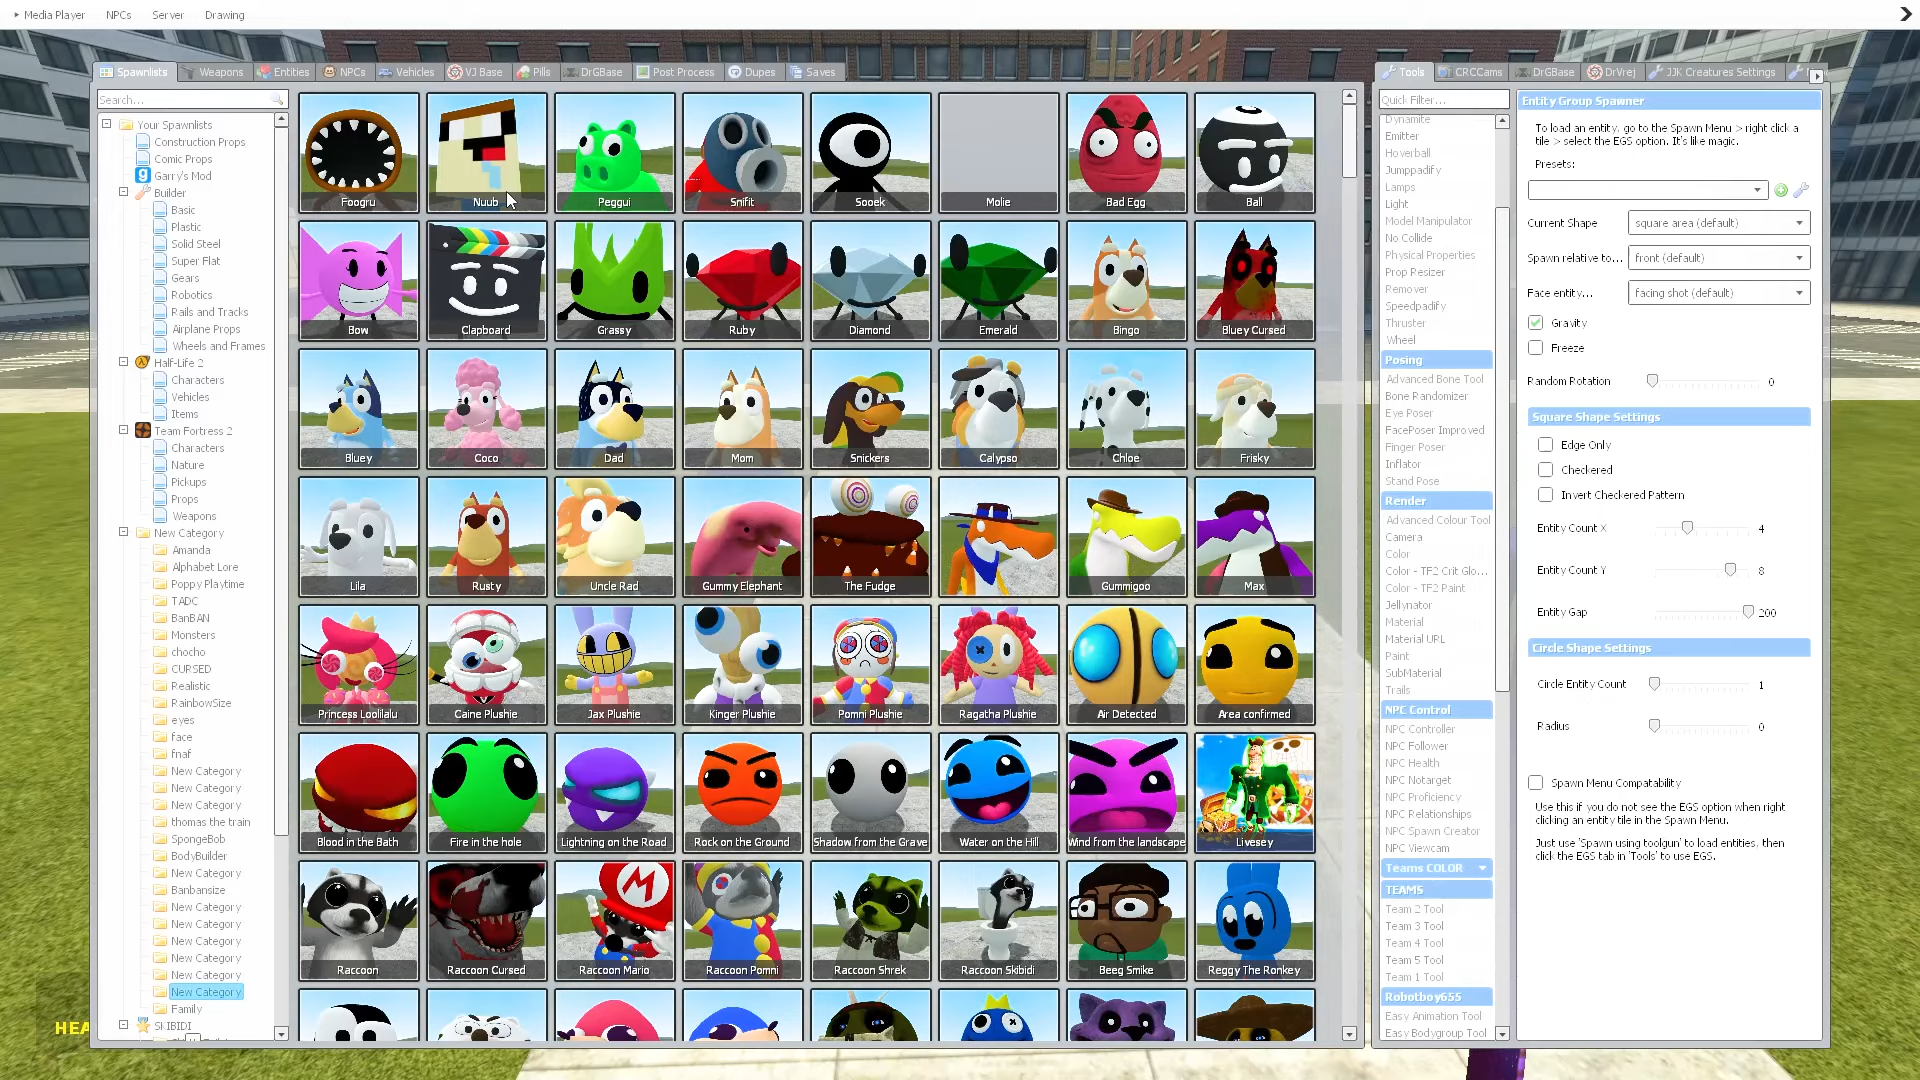 Media Player NPCs Server Drawing
Spawnlists Weapons Entities NPCs Vehicles VJ Base Pills DrGBase Post Process Dupes Saves
Search...
Your Spawnlists
Construction Props
Comic Props
Garry's Mod
Builder
Basic
Plastic
Solid Steel
Super Flat
Gears
Robotics
Rails and Tracks
Airplane Props
Wheels and Frames
Half-Life 2
Characters
Vehicles
Items
Team Fortress 2
Characters
Nature
Pickups
Props
Weapons
New Category
Amanda
Alphabet Lore
Poppy Playtime
TADC
BanBAN
Monsters
chocho
CURSED
Realistic
RainbowSize
eyes
face
fnaf
New Category
New Category
New Category
thomas the train
SpongeBob
BodyBuilder
New Category
Banbansize
New Category
New Category
New Category
New Category
New Category
New Category
Family
SKIBIDI
HEA
Foogru Nuub Peggui Snifit Sooek Molie Bad Egg Ball
Bow Clapboard Grassy Ruby Diamond Emerald Bingo Bluey Cursed
Bluey Coco Dad Mom Snickers Calypso Chloe Frisky
Lila Rusty Uncle Rad Gummy Elephant The Fudge Gummigoo Max
Princess Loolilalu Caine Plushie Jax Plushie Kinger Plushie Pomni Plushie Ragatha Plushie Air Detected Area confirmed
Blood in the Bath Fire in the hole Lightning on the Road Rock on the Ground Shadow from the Grave Water on the Hill Wind from the landscape Livesey
M
Raccoon Raccoon Cursed Raccoon Mario Raccoon Pomni Raccoon Shrek Raccoon Skibidi Beeg Smike Reggy The Ronkey
Tools CRCCams DrGBase DrVrej JJK Creatures Settings
Quick Filter...
Dynamite
Emitter
Hoverball
Jumppadify
Lamps
Light
Model Manipulator
No Collide
Physical Properties
Prop Resizer
Remover
Speedpadify
Thruster
Wheel
Posing
Advanced Bone Tool
Bone Randomizer
Eye Poser
FacePoser Improved
Finger Poser
Inflator
Stand Pose
Render
Advanced Colour Tool
Camera
Color
Color - TF2 Crit Glo...
Color - TF2 Paint
Jellynator
Material
Material URL
Paint
SubMaterial
Trails
NPC Control
NPC Controller
NPC Follower
NPC Health
NPC Notarget
NPC Proficiency
NPC Relationships
NPC Spawn Creator
NPC Viewcam
Teams COLOR
TEAMS
Team 2 Tool
Team 3 Tool
Team 4 Tool
Team 5 Tool
Team 1 Tool
Robotboy655
Easy Animation Tool
Easy Bodygroup Tool
Entity Group Spawner
To load an entity, go to the Spawn Menu > right click a
tile > select the EGS option. It's like magic.
Presets:
Current Shape square area (default)
Spawn relative to... front (default)
Face entity... facing shot (default)
Gravity
Freeze
Random Rotation 0
Square Shape Settings
Edge Only
Checkered
Invert Checkered Pattern
Entity Count X 4
Entity Count Y 8
Entity Gap 200
Circle Shape Settings
Circle Entity Count 1
Radius 0
Spawn Menu Compatability
Use this if you do not see the EGS option when right
clicking an entity tile in the Spawn Menu.
Just use 'Spawn using toolgun' to load entities, then
click the EGS tab in 'Tools' to use EGS.